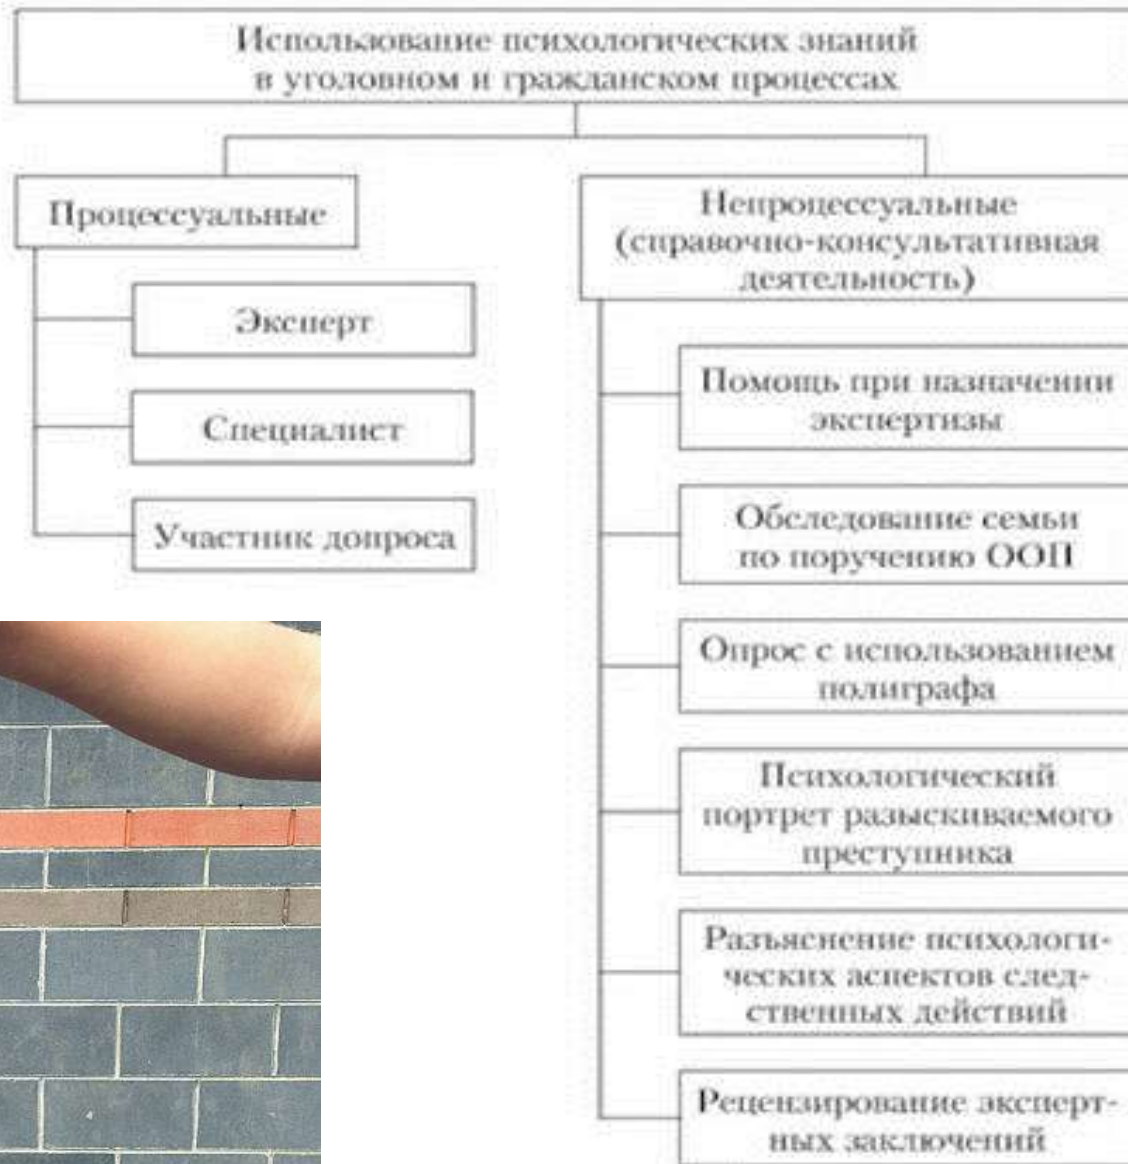 Использование психологических знаний
в уголовном и гражданском процессах
Процессуальные
Эксперт
Специалист
Участник допроса
Непроцессуальные
(справочно-консультативная
деятельность)
Помощь при назначении
экспертизы
Обследование семьи
по поручению ООП
Опрос с использованием
полиграфа
Психологический
портрет разыскиваемого
преступника
Разъяснение психологи-
ческих аспектов след-
ственных действий
Рецензирование эксперт-
ных заключений